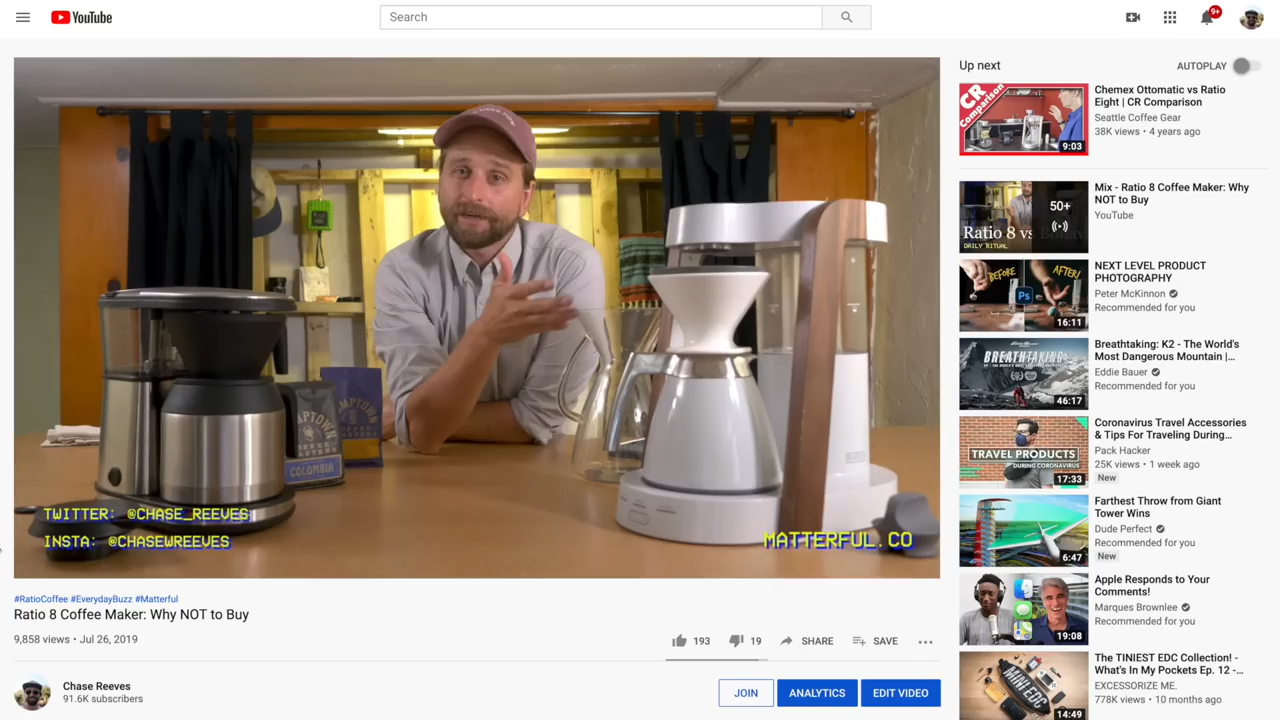 YouTube
Search
9+
TWITTER: @CHASE_REEVES
INSTA: @CHASEWREEVES
MATTERFUL.CO
COLOMBIA
#RatioCoffee #EverydayBuzz #Matterful
Ratio 8 Coffee Maker: Why NOT to Buy
9,858 views • Jul 26, 2019
193
19
SHARE
SAVE
Chase Reeves
91.6K subscribers
JOIN
ANALYTICS
EDIT VIDEO
Up next
AUTOPLAY
CR
Comparison
9:03
Chemex Ottomatic vs Ratio
Eight | CR Comparison
Seattle Coffee Gear
38K views • 4 years ago
Ratio 8 vs
DAILY RITUAL
50+
Mix - Ratio 8 Coffee Maker: Why
NOT to Buy
YouTube
BEFORE
AFTER!
Ps
16:11
NEXT LEVEL PRODUCT
PHOTOGRAPHY
Peter McKinnon
Recommended for you
BREATHTAKING
46:17
Breathtaking: K2 - The World's
Most Dangerous Mountain |...
Eddie Bauer
Recommended for you
TRAVEL PRODUCTS
DURING CORONAVIRUS
17:33
Coronavirus Travel Accessories
& Tips For Traveling During...
Pack Hacker
25K views • 1 week ago
New
6:47
Farthest Throw from Giant
Tower Wins
Dude Perfect
Recommended for you
New
19:08
Apple Responds to Your
Comments!
Marques Brownlee
Recommended for you
MINI EDC
14:49
The TINIEST EDC Collection! -
What's In My Pockets Ep. 12 -...
EXCESSORIZE ME.
778K views • 10 months ago